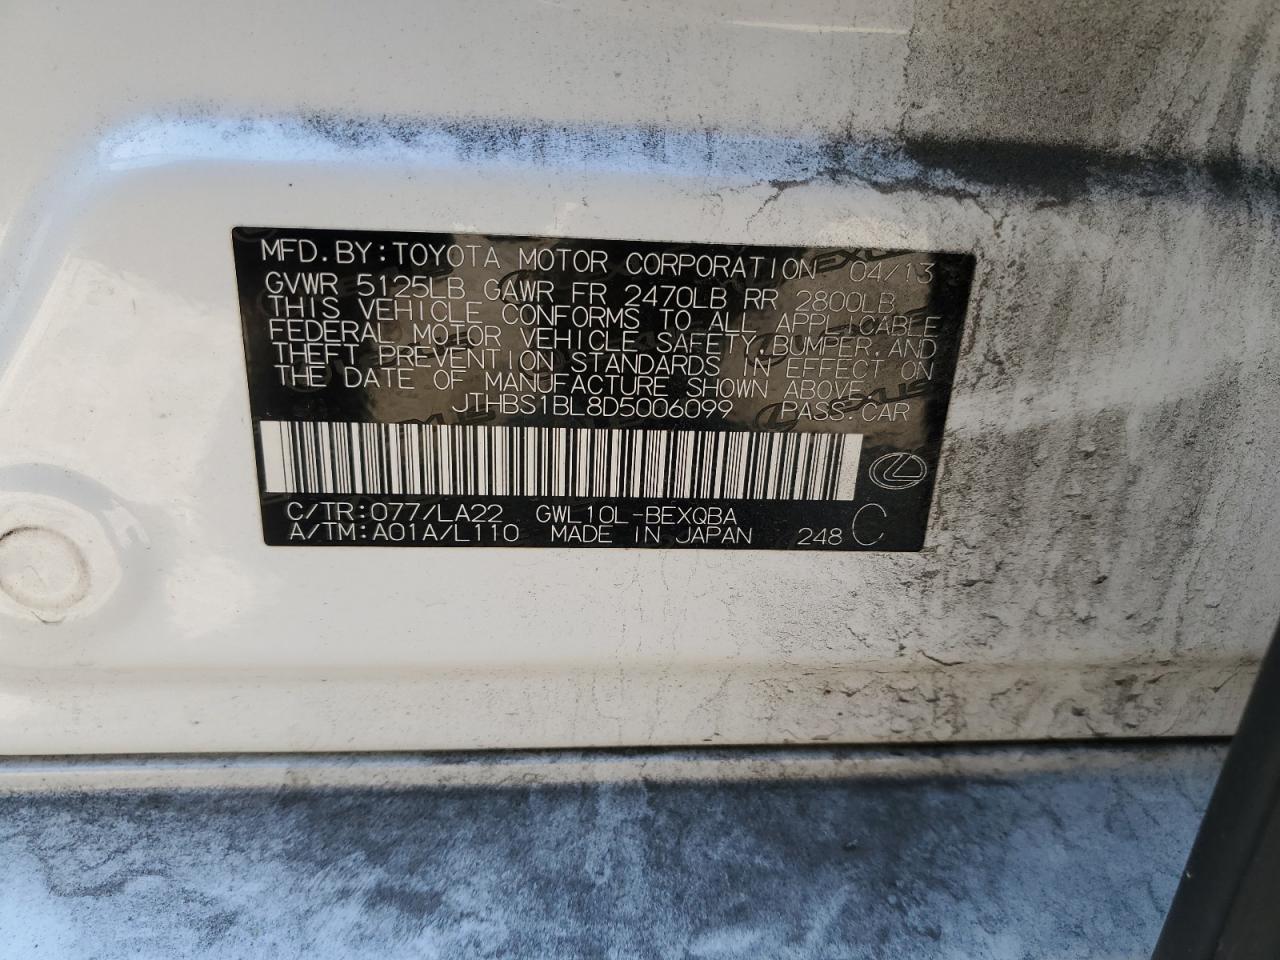 MFD.BY:TOYOTA MOTOR CORPORATION 04/13
GVWR 5125LB GAWR FR 2470LB RR 2800LB
THIS VEHICLE CONFORMS TO ALL APPLICABLE
FEDERAL MOTOR VEHICLE SAFETY,BUMPER,AND
THEFT PREVENTION STANDARDS IN EFFECT ON
THE DATE OF MANUFACTURE SHOWN ABOVE.
JTHBS1BL8D5006099 PASS.CAR
C/TR:077/LA22 GWL10L-BEXQBA
A/TM:A01A/L110 MADE IN JAPAN 248 C